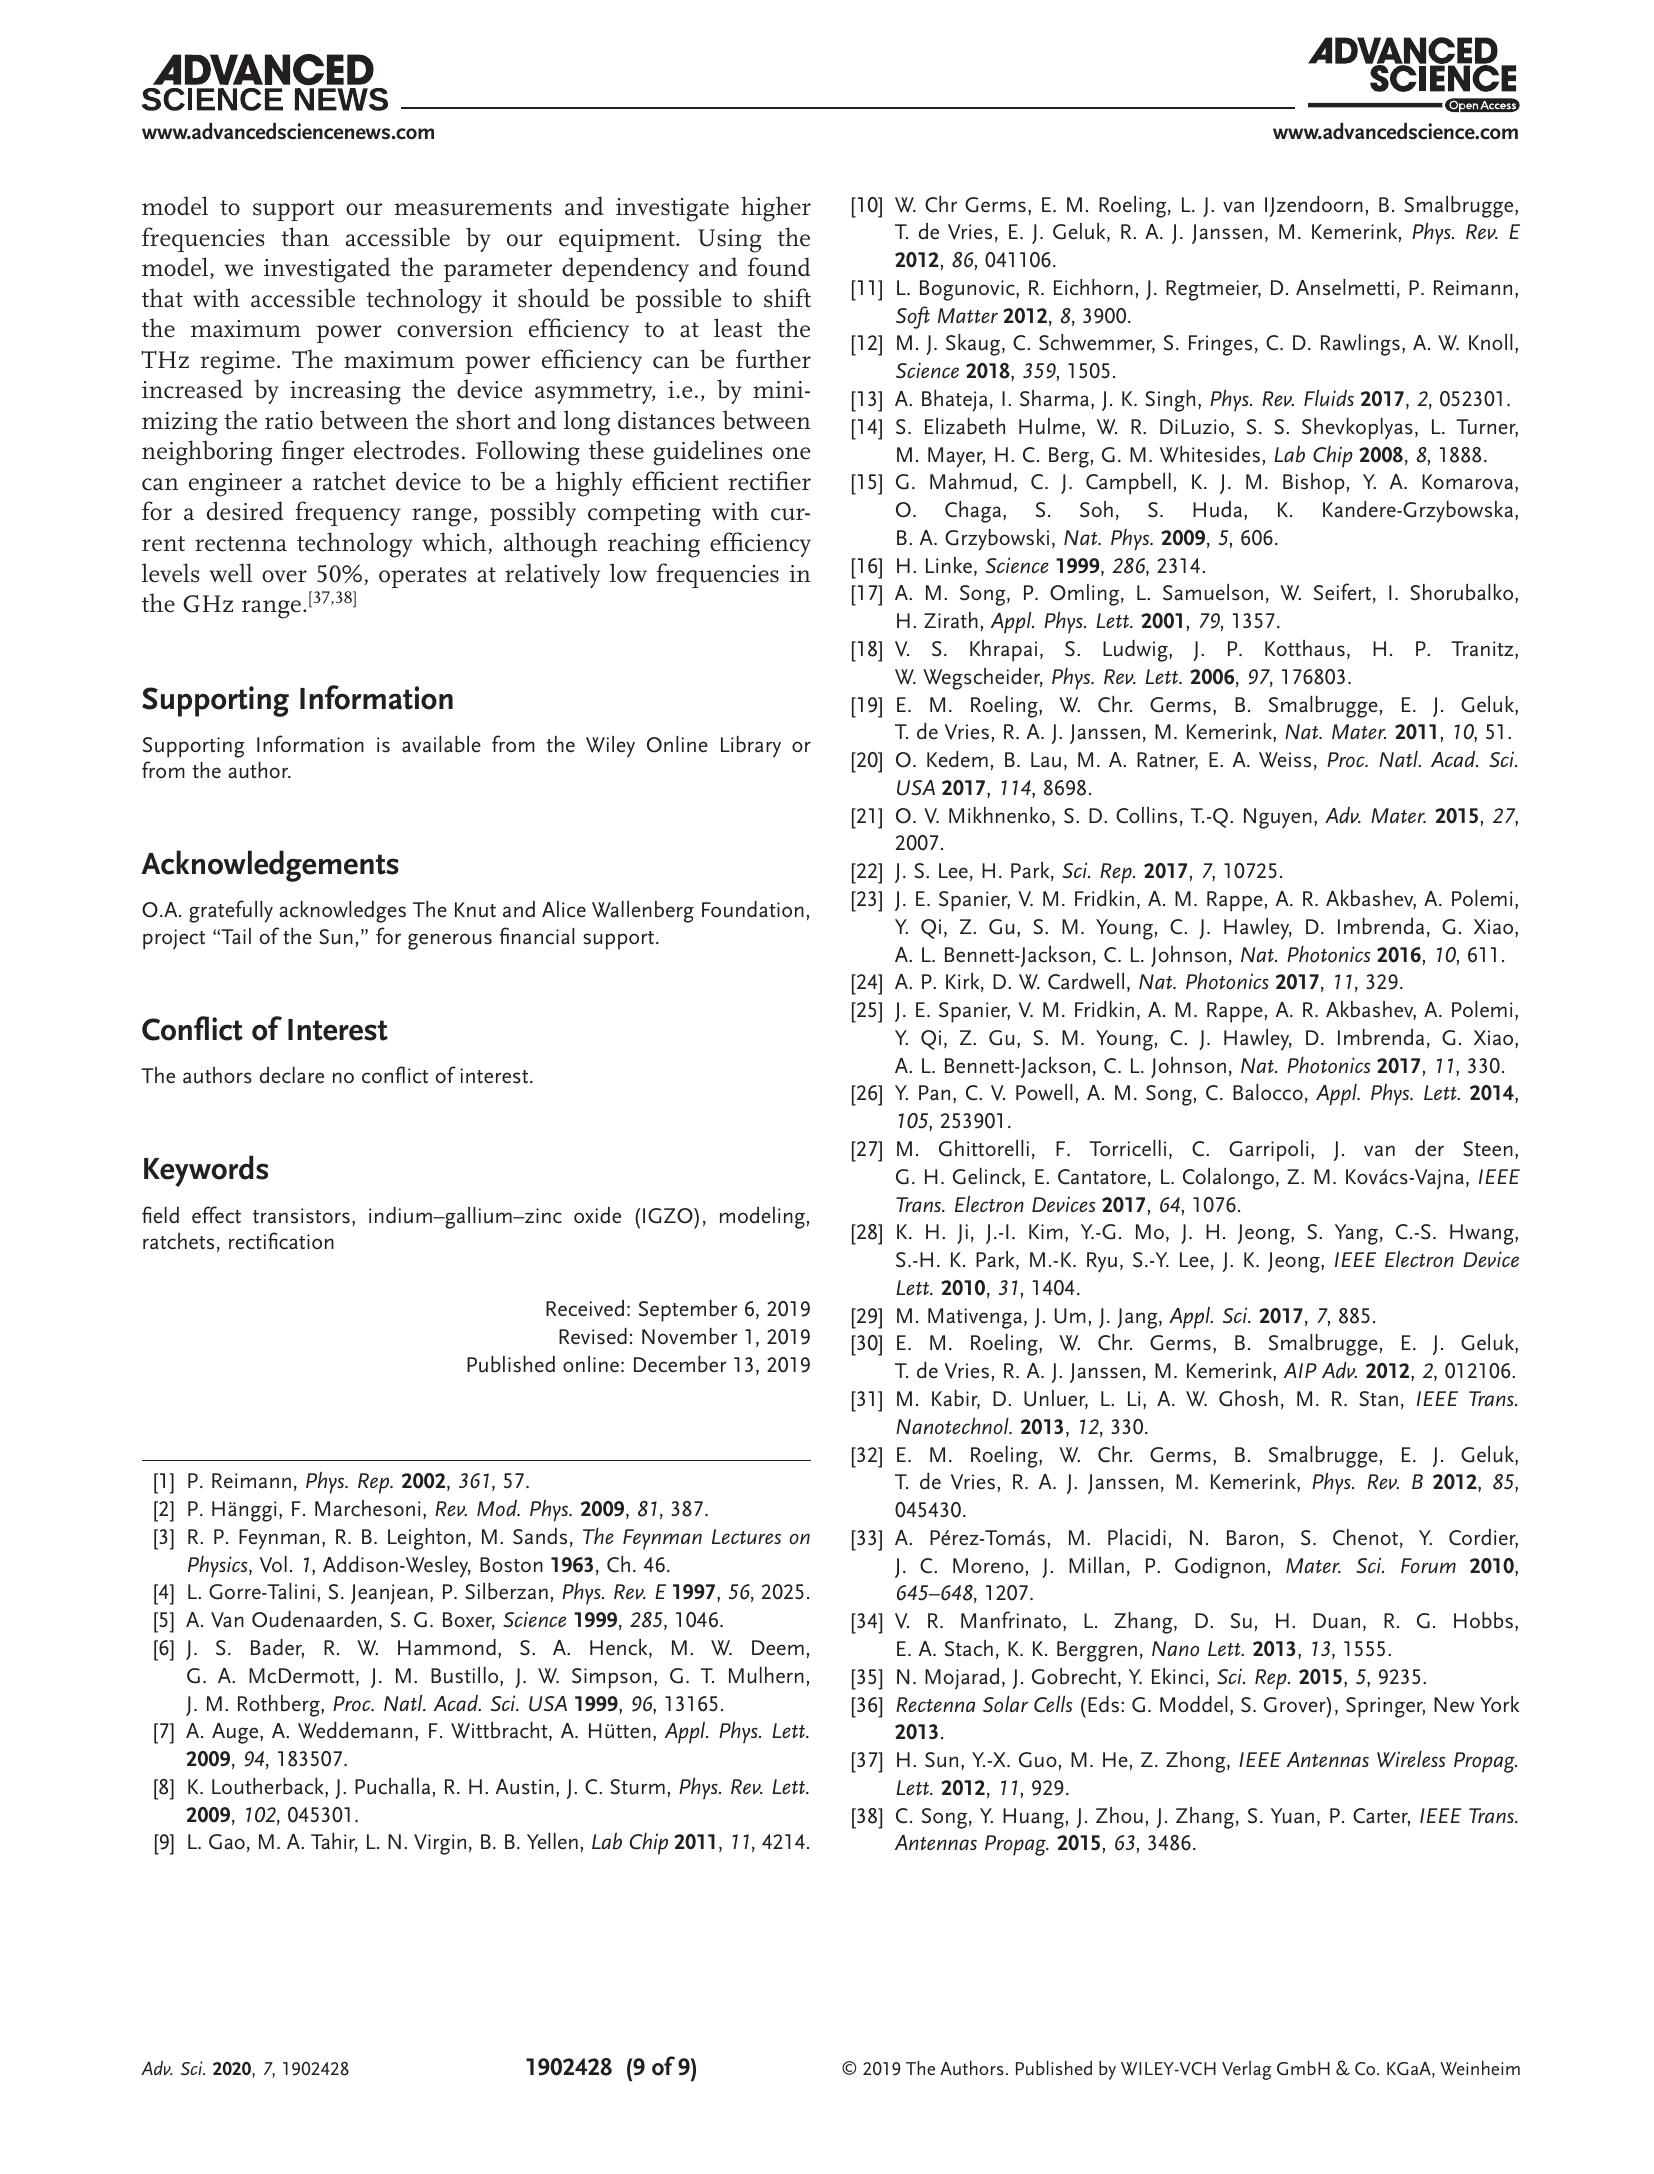 ADVANCED
SCIENCE NEWS
www.advancedsciencenews.com
ADVANCED
SCIENCE
Open Access
www.advancedscience.com
model to support our measurements and investigate higher
frequencies than accessible by our equipment. Using the
model, we investigated the parameter dependency and found
that with accessible technology it should be possible to shift
the maximum power conversion efficiency to at least the
THz regime. The maximum power efficiency can be further
increased by increasing the device asymmetry, i.e., by mini-
mizing the ratio between the short and long distances between
neighboring finger electrodes. Following these guidelines one
can engineer a ratchet device to be a highly efficient rectifier
for a desired frequency range, possibly competing with cur-
rent rectenna technology which, although reaching efficiency
levels well over 50%, operates at relatively low frequencies in
the GHz range.[37,38]
Supporting Information
Supporting Information is available from the Wiley Online Library or
from the author.
Acknowledgements
O.A. gratefully acknowledges The Knut and Alice Wallenberg Foundation,
project “Tail of the Sun,” for generous financial support.
Conflict of Interest
The authors declare no conflict of interest.
Keywords
field effect transistors, indium–gallium–zinc oxide (IGZO), modeling,
ratchets, rectification
Received: September 6, 2019
Revised: November 1, 2019
Published online: December 13, 2019
[1] P. Reimann, Phys. Rep. 2002, 361, 57.
[2] P. Hänggi, F. Marchesoni, Rev. Mod. Phys. 2009, 81, 387.
[3] R. P. Feynman, R. B. Leighton, M. Sands, The Feynman Lectures on
Physics, Vol. 1, Addison-Wesley, Boston 1963, Ch. 46.
[4] L. Gorre-Talini, S. Jeanjean, P. Silberzan, Phys. Rev. E 1997, 56, 2025.
[5] A. Van Oudenaarden, S. G. Boxer, Science 1999, 285, 1046.
[6] J. S. Bader, R. W. Hammond, S. A. Henck, M. W. Deem,
G. A. McDermott, J. M. Bustillo, J. W. Simpson, G. T. Mulhern,
J. M. Rothberg, Proc. Natl. Acad. Sci. USA 1999, 96, 13165.
[7] A. Auge, A. Weddemann, F. Wittbracht, A. Hütten, Appl. Phys. Lett.
2009, 94, 183507.
[8] K. Loutherback, J. Puchalla, R. H. Austin, J. C. Sturm, Phys. Rev. Lett.
2009, 102, 045301.
[9] L. Gao, M. A. Tahir, L. N. Virgin, B. B. Yellen, Lab Chip 2011, 11, 4214.
[10] W. Chr Germs, E. M. Roeling, L. J. van IJzendoorn, B. Smalbrugge,
T. de Vries, E. J. Geluk, R. A. J. Janssen, M. Kemerink, Phys. Rev. E
2012, 86, 041106.
[11] L. Bogunovic, R. Eichhorn, J. Regtmeier, D. Anselmetti, P. Reimann,
Soft Matter 2012, 8, 3900.
[12] M. J. Skaug, C. Schwemmer, S. Fringes, C. D. Rawlings, A. W. Knoll,
Science 2018, 359, 1505.
[13] A. Bhateja, I. Sharma, J. K. Singh, Phys. Rev. Fluids 2017, 2, 052301.
[14] S. Elizabeth Hulme, W. R. DiLuzio, S. S. Shevkoplyas, L. Turner,
M. Mayer, H. C. Berg, G. M. Whitesides, Lab Chip 2008, 8, 1888.
[15] G. Mahmud, C. J. Campbell, K. J. M. Bishop, Y. A. Komarova,
O. Chaga, S. Soh, S. Huda, K. Kandere-Grzybowska,
B. A. Grzybowski, Nat. Phys. 2009, 5, 606.
[16] H. Linke, Science 1999, 286, 2314.
[17] A. M. Song, P. Omling, L. Samuelson, W. Seifert, I. Shorubalko,
H. Zirath, Appl. Phys. Lett. 2001, 79, 1357.
[18] V. S. Khrapai, S. Ludwig, J. P. Kotthaus, H. P. Tranitz,
W. Wegscheider, Phys. Rev. Lett. 2006, 97, 176803.
[19] E. M. Roeling, W. Chr. Germs, B. Smalbrugge, E. J. Geluk,
T. de Vries, R. A. J. Janssen, M. Kemerink, Nat. Mater. 2011, 10, 51.
[20] O. Kedem, B. Lau, M. A. Ratner, E. A. Weiss, Proc. Natl. Acad. Sci.
USA 2017, 114, 8698.
[21] O. V. Mikhnenko, S. D. Collins, T.-Q. Nguyen, Adv. Mater. 2015, 27,
2007.
[22] J. S. Lee, H. Park, Sci. Rep. 2017, 7, 10725.
[23] J. E. Spanier, V. M. Fridkin, A. M. Rappe, A. R. Akbashev, A. Polemi,
Y. Qi, Z. Gu, S. M. Young, C. J. Hawley, D. Imbrenda, G. Xiao,
A. L. Bennett-Jackson, C. L. Johnson, Nat. Photonics 2016, 10, 611.
[24] A. P. Kirk, D. W. Cardwell, Nat. Photonics 2017, 11, 329.
[25] J. E. Spanier, V. M. Fridkin, A. M. Rappe, A. R. Akbashev, A. Polemi,
Y. Qi, Z. Gu, S. M. Young, C. J. Hawley, D. Imbrenda, G. Xiao,
A. L. Bennett-Jackson, C. L. Johnson, Nat. Photonics 2017, 11, 330.
[26] Y. Pan, C. V. Powell, A. M. Song, C. Balocco, Appl. Phys. Lett. 2014,
105, 253901.
[27] M. Ghittorelli, F. Torricelli, C. Garripoli, J. van der Steen,
G. H. Gelinck, E. Cantatore, L. Colalongo, Z. M. Kovács-Vajna, IEEE
Trans. Electron Devices 2017, 64, 1076.
[28] K. H. Ji, J.-I. Kim, Y.-G. Mo, J. H. Jeong, S. Yang, C.-S. Hwang,
S.-H. K. Park, M.-K. Ryu, S.-Y. Lee, J. K. Jeong, IEEE Electron Device
Lett. 2010, 31, 1404.
[29] M. Mativenga, J. Um, J. Jang, Appl. Sci. 2017, 7, 885.
[30] E. M. Roeling, W. Chr. Germs, B. Smalbrugge, E. J. Geluk,
T. de Vries, R. A. J. Janssen, M. Kemerink, AIP Adv. 2012, 2, 012106.
[31] M. Kabir, D. Unluer, L. Li, A. W. Ghosh, M. R. Stan, IEEE Trans.
Nanotechnol. 2013, 12, 330.
[32] E. M. Roeling, W. Chr. Germs, B. Smalbrugge, E. J. Geluk,
T. de Vries, R. A. J. Janssen, M. Kemerink, Phys. Rev. B 2012, 85,
045430.
[33] A. Pérez-Tomás, M. Placidi, N. Baron, S. Chenot, Y. Cordier,
J. C. Moreno, J. Millan, P. Godignon, Mater. Sci. Forum 2010,
645–648, 1207.
[34] V. R. Manfrinato, L. Zhang, D. Su, H. Duan, R. G. Hobbs,
E. A. Stach, K. K. Berggren, Nano Lett. 2013, 13, 1555.
[35] N. Mojarad, J. Gobrecht, Y. Ekinci, Sci. Rep. 2015, 5, 9235.
[36] Rectenna Solar Cells (Eds: G. Moddel, S. Grover), Springer, New York
2013.
[37] H. Sun, Y.-X. Guo, M. He, Z. Zhong, IEEE Antennas Wireless Propag.
Lett. 2012, 11, 929.
[38] C. Song, Y. Huang, J. Zhou, J. Zhang, S. Yuan, P. Carter, IEEE Trans.
Antennas Propag. 2015, 63, 3486.
Adv. Sci. 2020, 7, 1902428
1902428 (9 of 9)
© 2019 The Authors. Published by WILEY-VCH Verlag GmbH & Co. KGaA, Weinheim